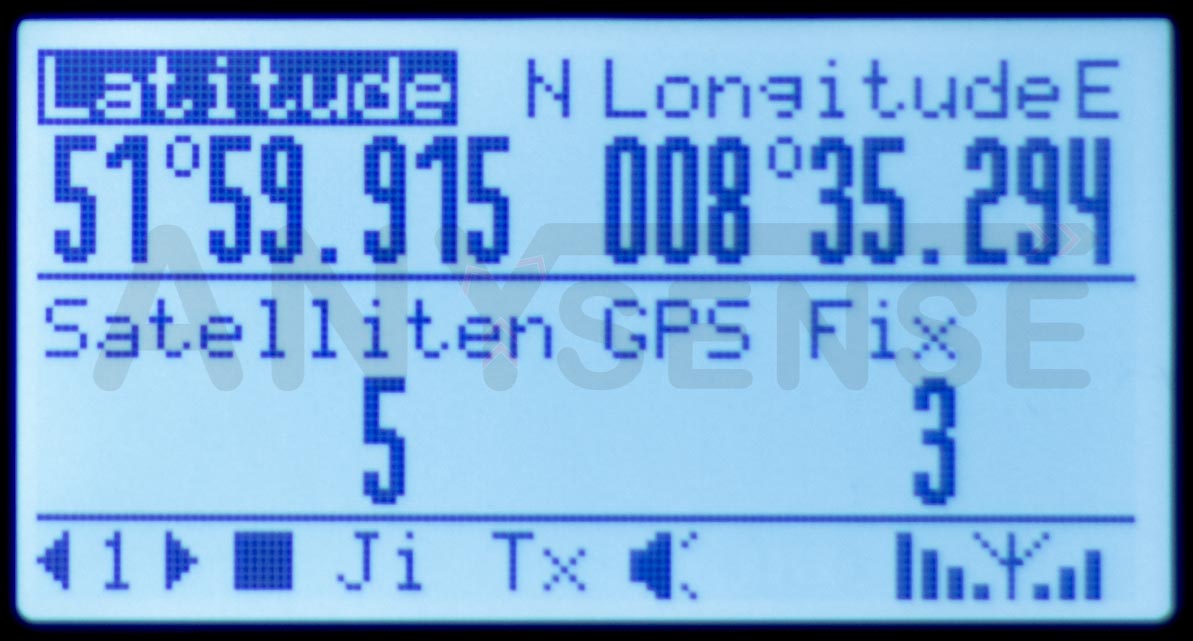 Latitude N Longitude E
51°59.915 008°35.294
ANYSENSE
Satelliten GPS Fix
5 3
1 Ji Tx